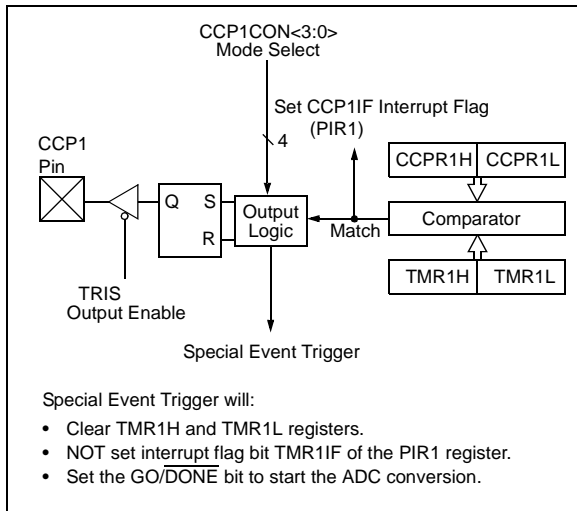 CCP1CON<3:0>
Mode Select
Set CCP1IF Interrupt Flag
(PIR1)
4
CCP1
Pin
CCPR1H CCPR1L
Q S
R
Output
Logic
Match
Comparator
TRIS
Output Enable
TMR1H TMR1L
Special Event Trigger
Special Event Trigger will:
• Clear TMR1H and TMR1L registers.
• NOT set interrupt flag bit TMR1IF of the PIR1 register.
• Set the GO/DONE bit to start the ADC conversion.